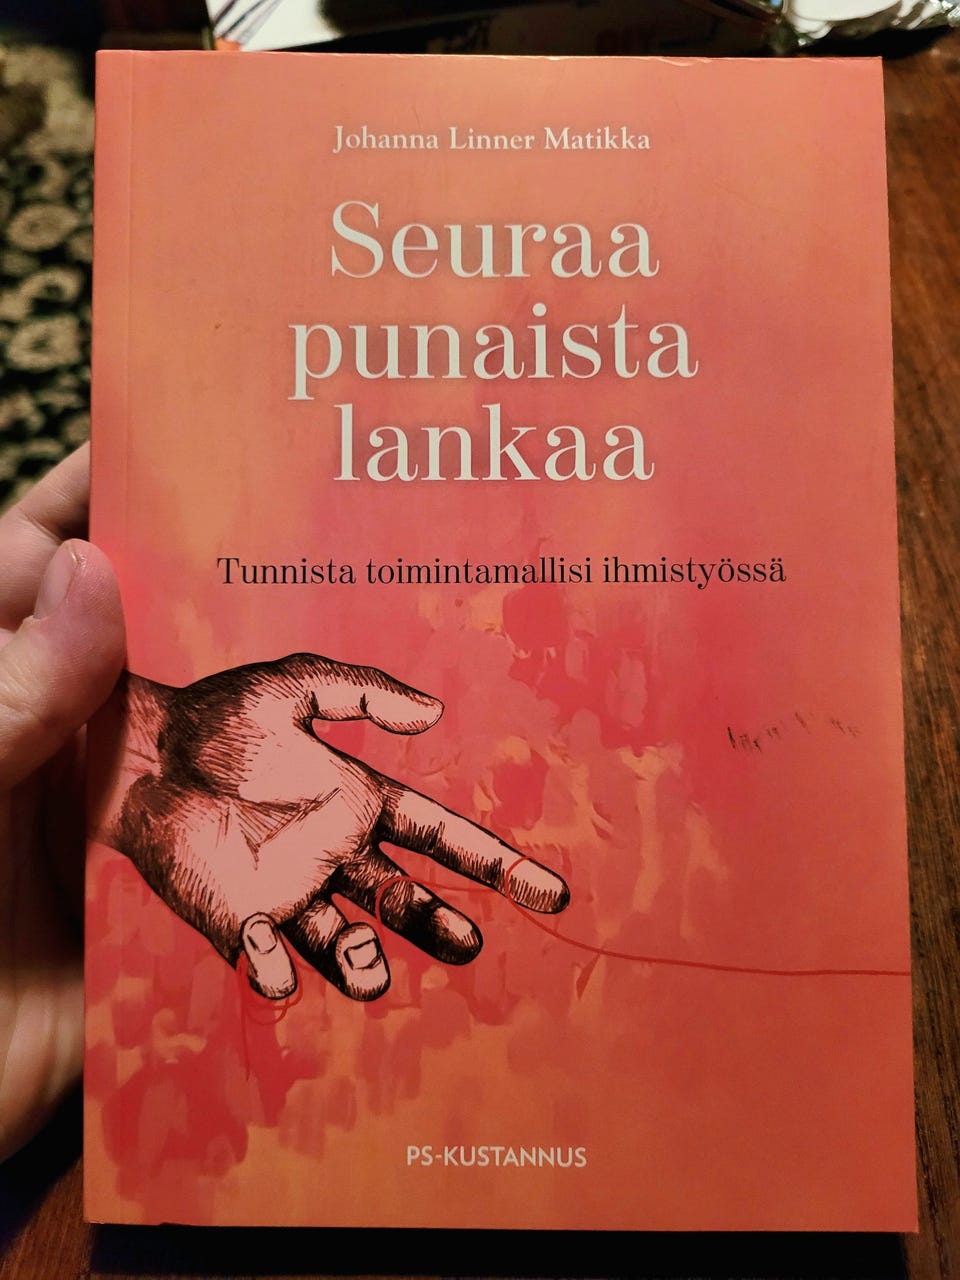 Johanna Linner Matikka
Seuraa
punaista
lankaa
Tunnista toimintamallisi ihmistyössä
PS-KUSTANNUS